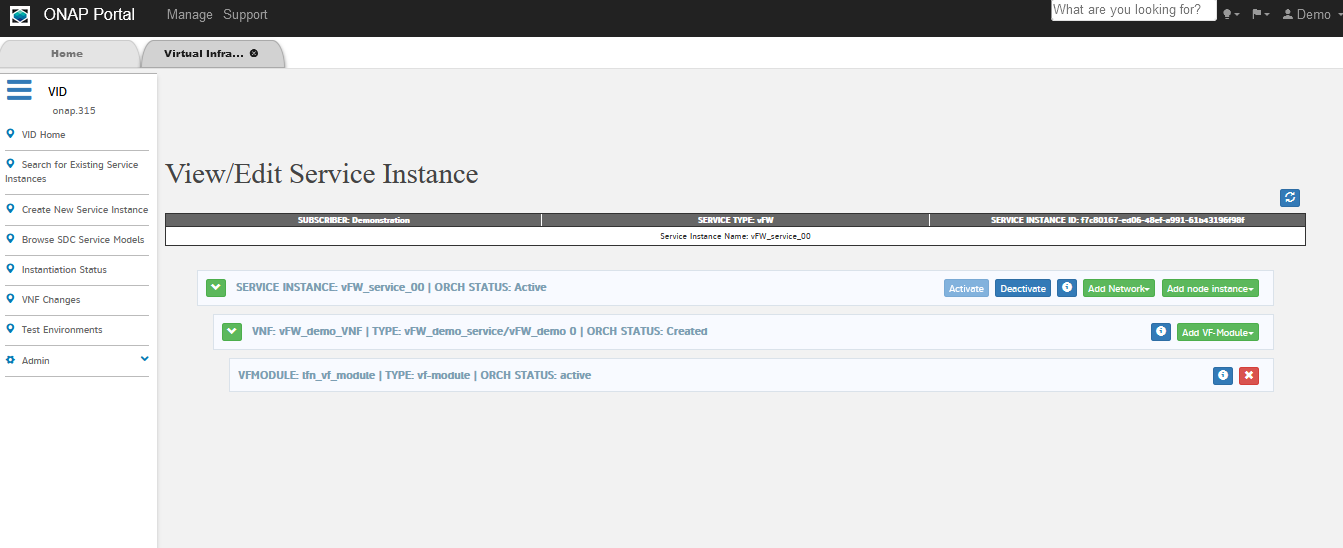 ONAP Portal
Manage Support
What are you looking for?
Demo
Home
Virtual Infra...
VID
onap.315
VID Home
Search for Existing Service
Instances
Create New Service Instance
Browse SDC Service Models
Instantiation Status
VNF Changes
Test Environments
Admin
View/Edit Service Instance
SUBSCRIBER: Demonstration
SERVICE TYPE: vFW
SERVICE INSTANCE ID: f7c80167-ed06-48ef-a991-61b43196f98f
Service Instance Name: vFW_service_00
SERVICE INSTANCE: vFW_service_00 | ORCH STATUS: Active
Activate
Deactivate
Add Network
Add node instance
VNF: vFW_demo_VNF | TYPE: vFW_demo_service/vFW_demo 0 | ORCH STATUS: Created
Add VF-Module
VFMODULE: lfn_vf_module | TYPE: vf-module | ORCH STATUS: active